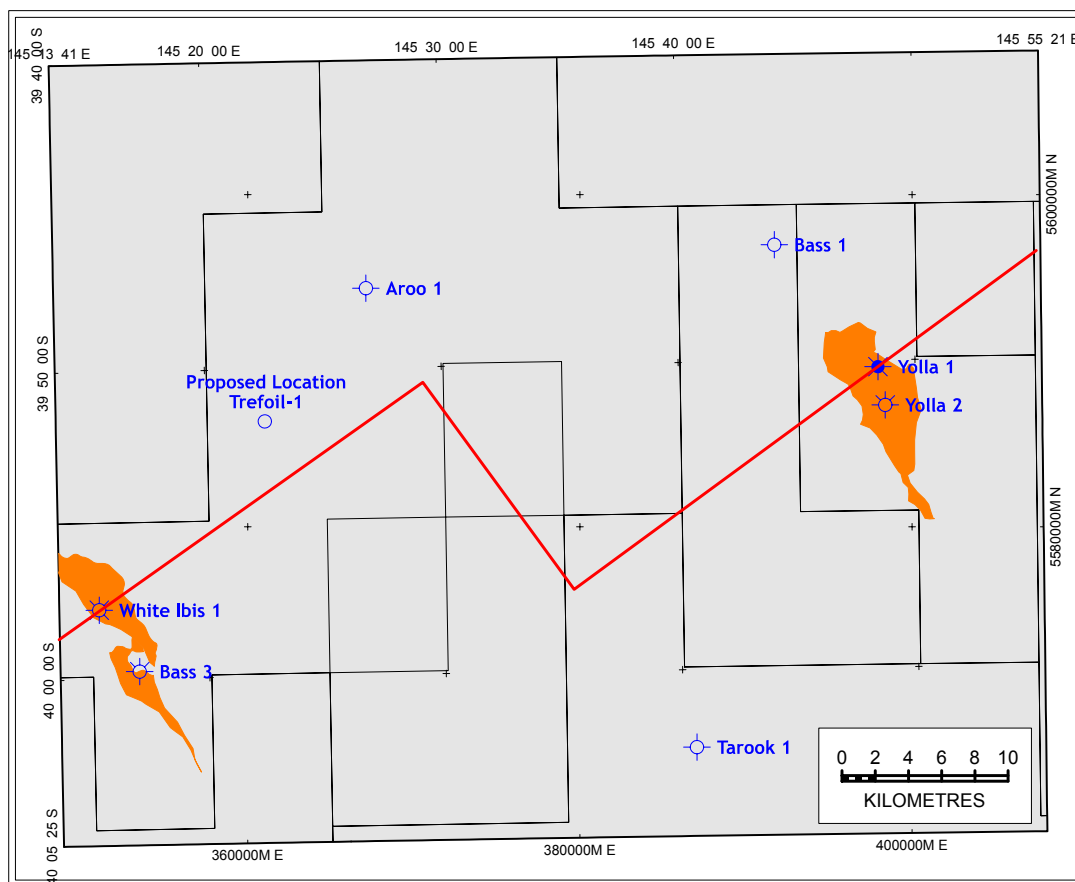 145 13 41 E
145 20 00 E
145 30 00 E
145 40 00 E
145 55 21 E
39 40 00 S
5600000M N
Bass 1
Aroo 1
39 50 00 S
Proposed Location
Trefoil-1
Yolla 1
Yolla 2
5580000M N
White Ibis 1
Bass 3
40 00 00 S
Tarook 1
0 2 4 6 8 10
KILOMETRES
40 05 25 S
360000M E
380000M E
400000M E